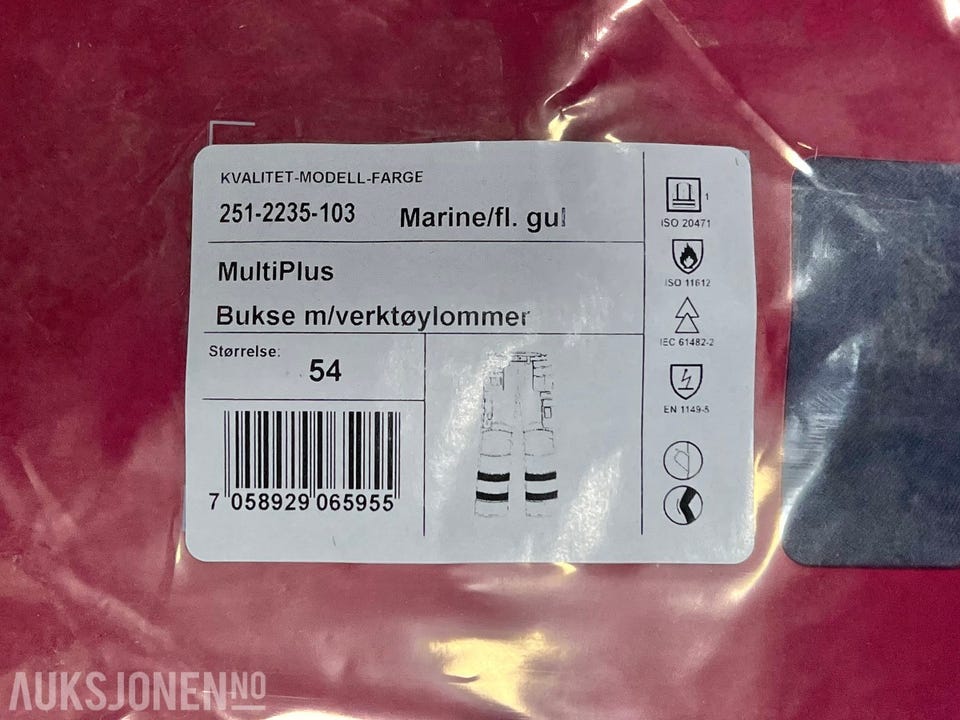 KVALITET-MODELL-FARGE
251-2235-103 Marine/fl. gul
MultiPlus
Bukse m/verktøylommer
Størrelse:
54
7 058929 065955
1
ISO 20471
ISO 11612
IEC 61482-2
EN 1149-5
AUKSJONEN NO